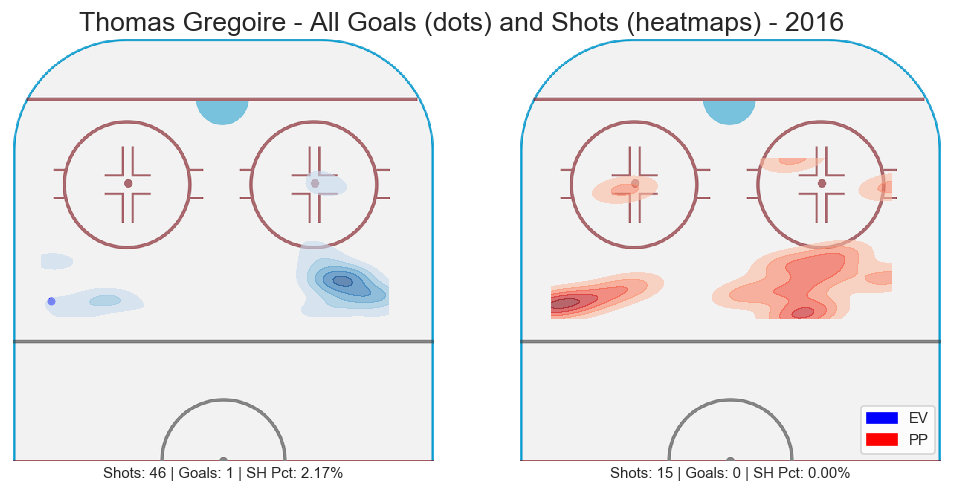 Thomas Gregoire - All Goals (dots) and Shots (heatmaps) - 2016
EV
PP
Shots: 46 | Goals: 1 | SH Pct: 2.17%
Shots: 15 | Goals: 0 | SH Pct: 0.00%